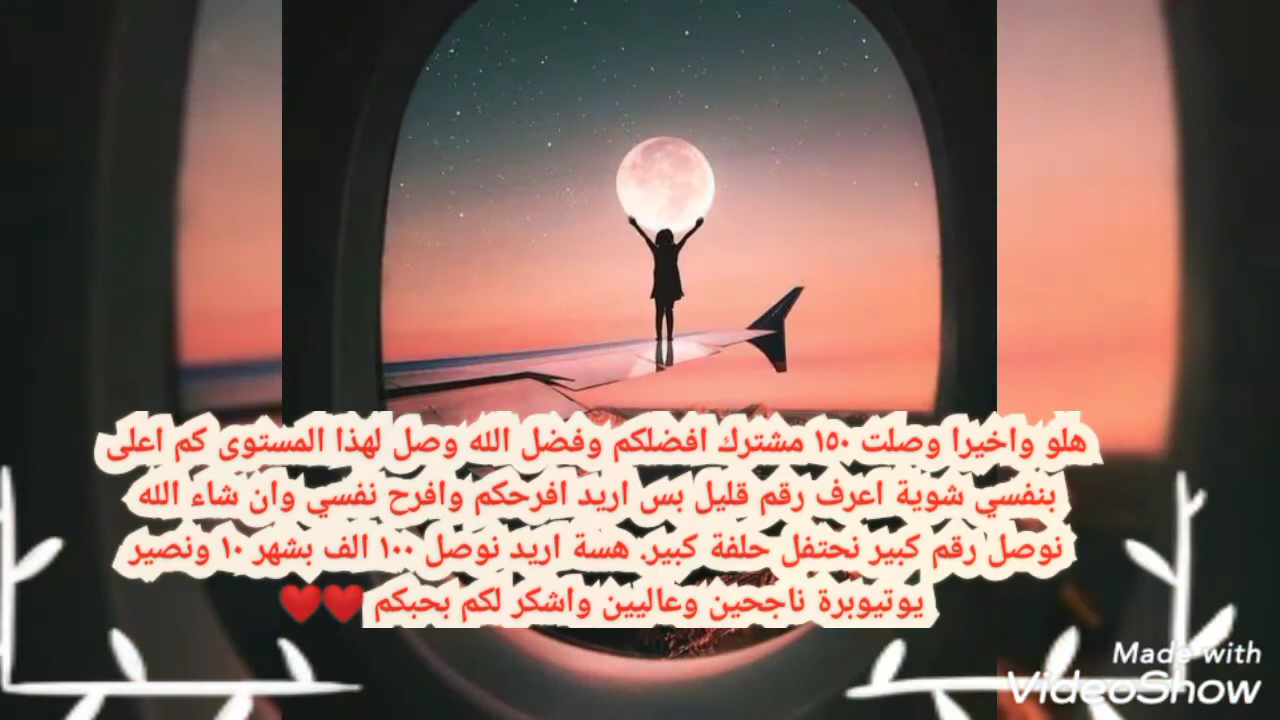 هلو واخيرا وصلت ١٥٠ مشترك افضلكم وفضل الله وصل لهذا المستوى كم اعلى
بنفسي شوية اعرف رقم قليل بس اريد افرحكم وافرح نفسي وان شاء الله
نوصل رقم كبير نحتفل حلفة كبير. هسة اريد نوصل ١٠٠ الف بشهر ١٠ ونصير
يوتيوبرة ناجحين وعاليين واشكر لكم بحبكم ❤️❤️
Made with
VideoShow